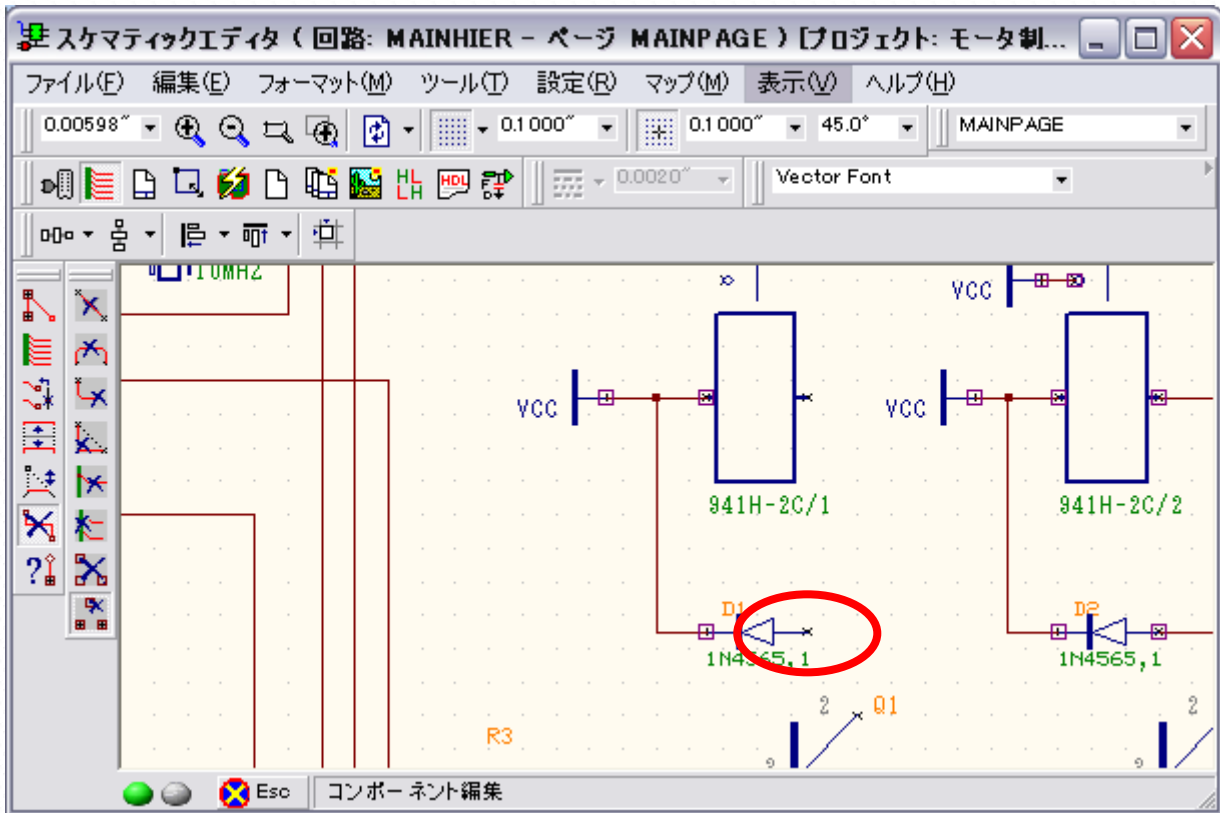 スケマティックエディタ ( 回路: MAINHIER - ページ MAINPAGE ) [プロジェクト: モータ制...
ファイル(F) 編集(E) フォーマット(M) ツール(T) 設定(R) マップ(M) 表示(V) ヘルプ(H)
0.00598" 0.1000" 0.1000" 45.0° MAINPAGE
HL LH HDL 0.0020" Vector Font
10MHZ
VCC
VCC
VCC
941H-2C/1
941H-2C/2
D1
D2
1N4565,1
1N4565,1
2
Q1
2
R3
Esc コンポーネント編集